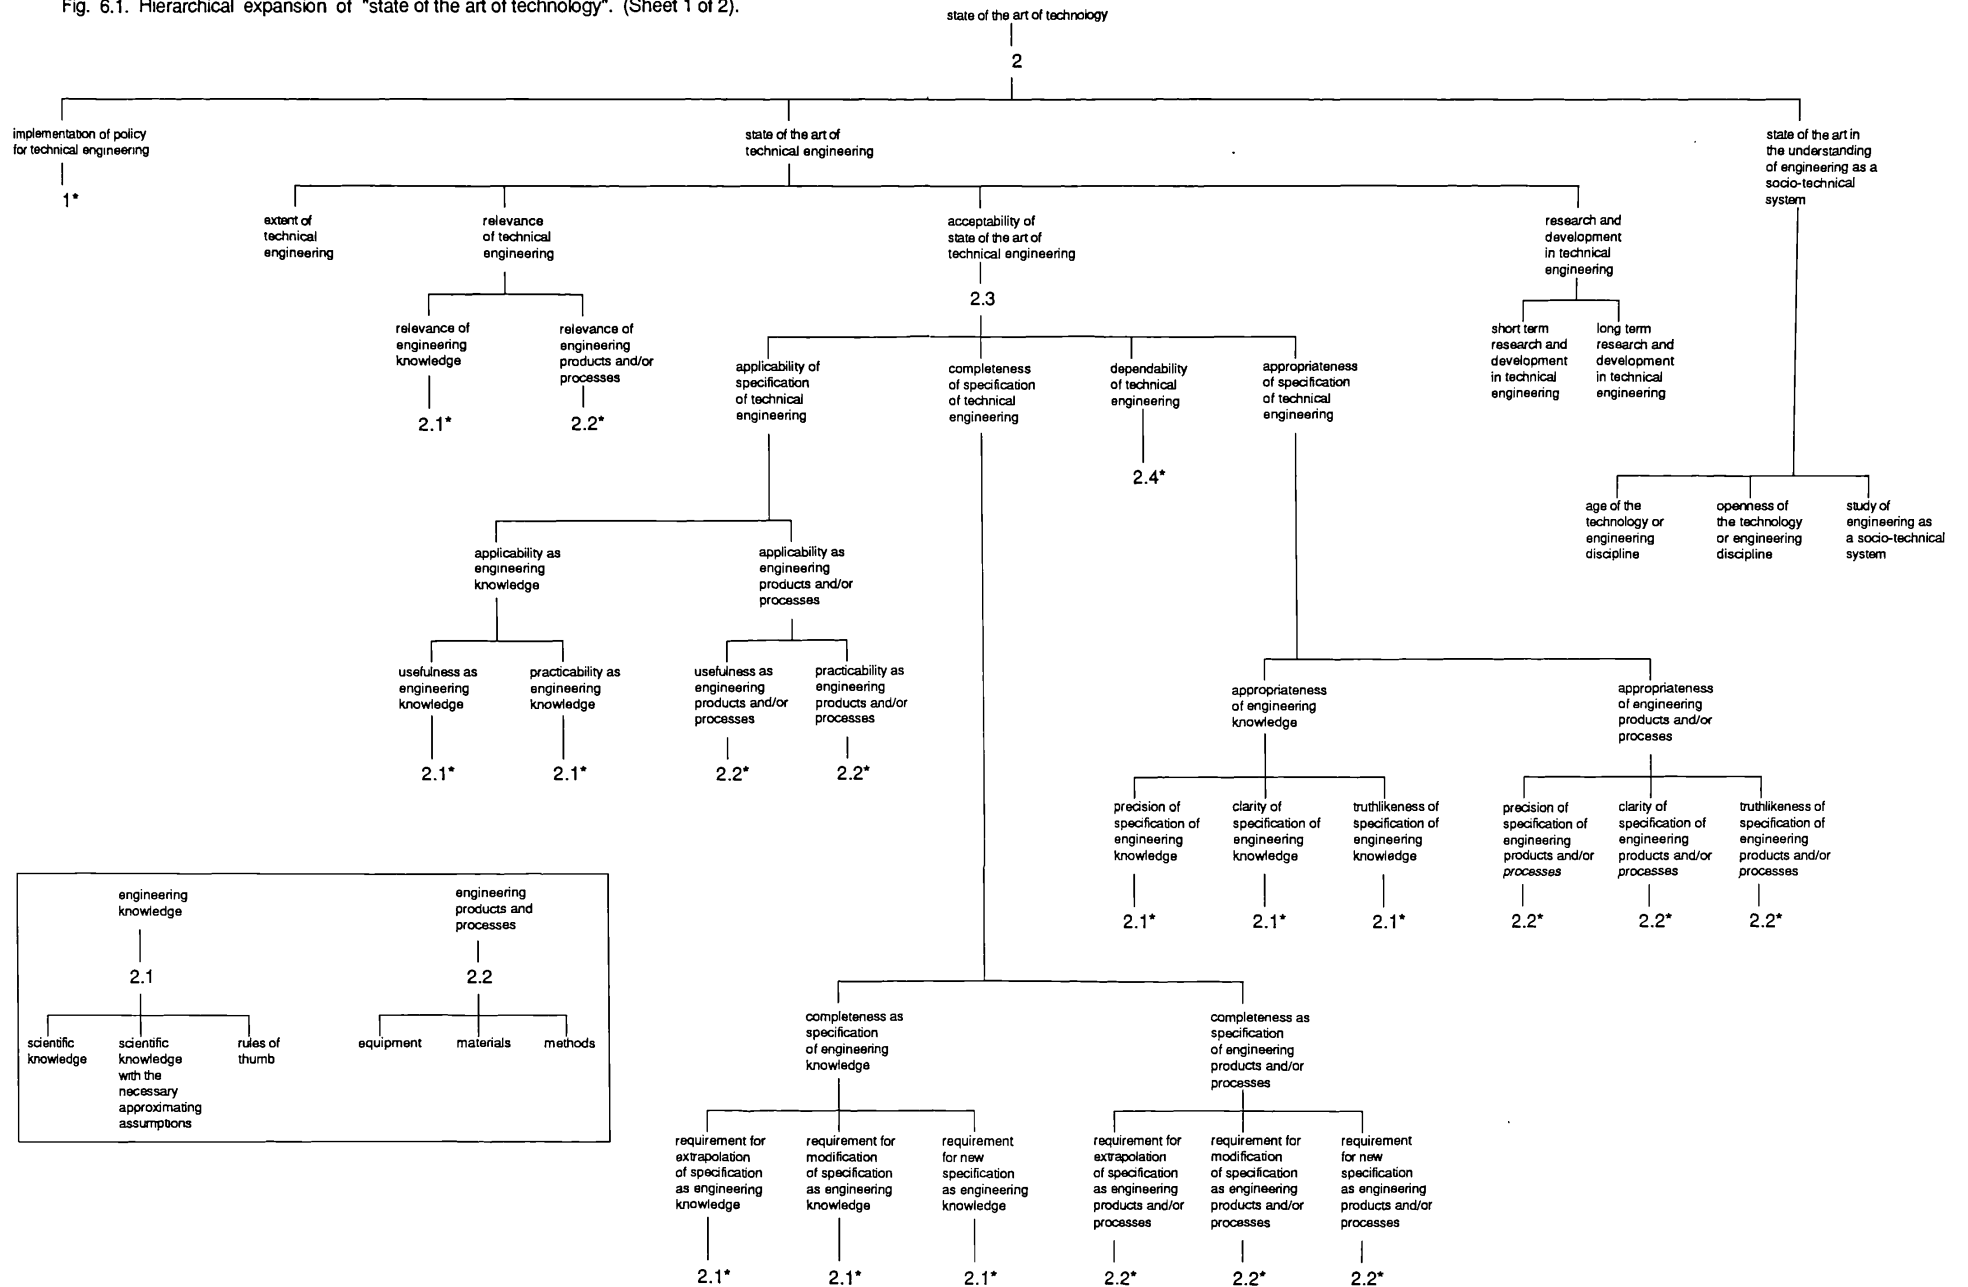 Fig. 6.1. Hierarchical expansion of "state of the art of technology". (Sheet 1 of 2).
state of the art of technology
2
implementation of policy
for technical engineering
1*
state of the art of
technical engineering
state of the art in
the understanding
of engineering as a
socio-technical
system
extent of
technical
engineering
relevance
of technical
engineering
acceptability of
state of the art of
technical engineering
2.3
research and
development
in technical
engineering
relevance of
engineering
knowledge
2.1*
relevance of
engineering
products and/or
processes
2.2*
applicability of
specification
of technical
engineering
completeness
of specification
of technical
engineering
dependability
of technical
engineering
2.4*
appropriateness
of specification
of technical
engineering
short term
research and
development
in technical
engineering
long term
research and
development
in technical
engineering
age of the
technology or
engineering
discipline
openness of
the technology
or engineering
discipline
study of
engineering as
a socio-technical
system
applicability as
engineering
knowledge
applicability as
engineering
products and/or
processes
usefulness as
engineering
knowledge
2.1*
practicability as
engineering
knowledge
2.1*
usefulness as
engineering
products and/or
processes
2.2*
practicability as
engineering
products and/or
processes
2.2*
appropriateness
of engineering
knowledge
appropriateness
of engineering
products and/or
proceses
precision of
specification of
engineering
knowledge
2.1*
clarity of
specification of
engineering
knowledge
2.1*
truthlikeness of
specification of
engineering
knowledge
2.1*
precision of
specification of
engineering
products and/or
processes
2.2*
clarity of
specification of
engineering
products and/or
processes
2.2*
truthlikeness of
specification of
engineering
products and/or
processes
2.2*
engineering
knowledge
2.1
scientific
knowledge
scientific
knowledge
with the
necessary
approximating
assumptions
rules of
thumb
engineering
products and
processes
2.2
equipment
materials
methods
completeness as
specification
of engineering
knowledge
completeness as
specification
of engineering
products and/or
processes
requirement for
extrapolation
of specification
as engineering
knowledge
2.1*
requirement for
modification
of specification
as engineering
knowledge
2.1*
requirement
for new
specification
as engineering
knowledge
2.1*
requirement for
extrapolation
of specification
as engineering
products and/or
processes
2.2*
requirement for
modification
of specification
as engineering
products and/or
processes
2.2*
requirement
for new
specification
as engineering
products and/or
processes
2.2*